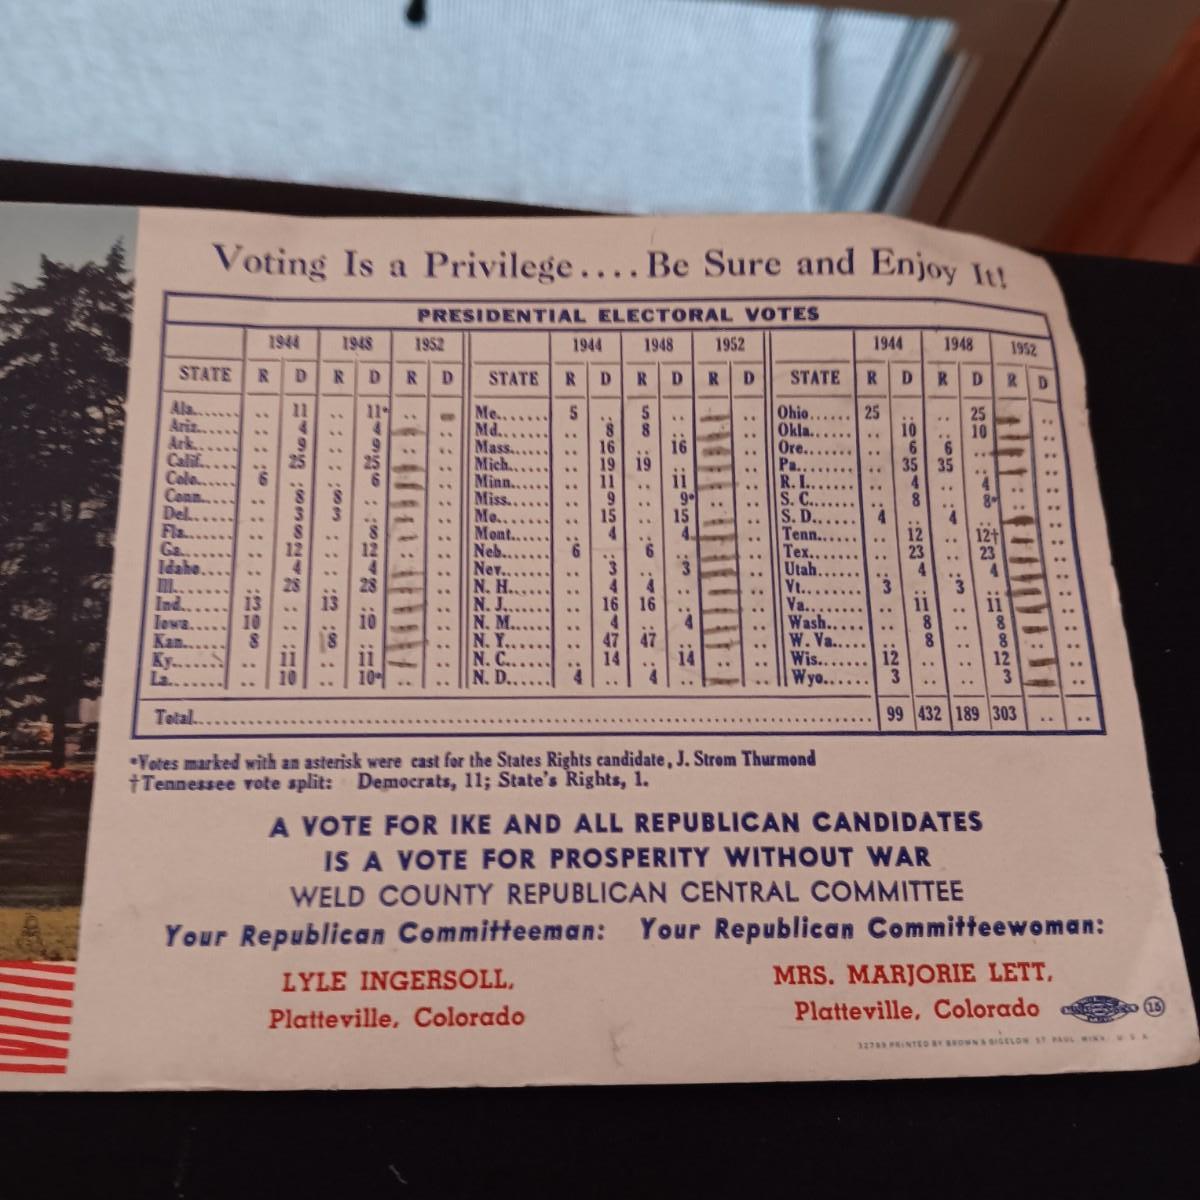 Voting Is a Privilege....Be Sure and Enjoy It!
PRESIDENTIAL ELECTORAL VOTES
1944 1948 1952 1944 1948 1952 1944 1948 1952
STATE R D R D R D STATE R D R D R D STATE R D R D R D
Ala....... .. 11 .. 11* .. Me....... 5 .. 5 .. .. Ohio...... 25 .. .. 25 ..
Ariz...... .. 4 .. 4 .. Md....... .. 8 8 .. .. Okla...... .. 10 .. 10 ..
Ark....... .. 9 .. 9 .. .. Mass...... .. 16 .. 16 .. Ore....... .. 6 6 .. ..
Calif..... .. 25 .. 25 .. Mich...... .. 19 19 .. .. Pa........ .. 35 35 .. ..
Colo...... 6 .. .. 6 .. Minn...... .. 11 .. 11 .. R. I...... .. 4 .. 4 .. ..
Conn...... .. 8 8 .. .. Miss...... .. 9 .. 9* .. .. S. C...... .. 8 .. 8* .. ..
Del....... .. 3 3 .. .. Mo....... .. 15 .. 15 .. S. D...... 4 .. 4 .. ..
Fla....... .. 8 .. 8 .. Mont...... .. 4 .. 4 .. Tenn...... .. 12 .. 12† ..
Ga....... .. 12 .. 12 .. .. Neb....... 6 .. 6 .. .. Tex....... .. 23 .. 23 ..
Idaho..... .. 4 .. 4 .. Nev....... .. 3 .. 3 .. Utah...... .. 4 .. 4 ..
Ill....... .. 28 .. 28 .. N. H...... .. 4 4 .. .. Vt........ 3 .. 3 .. ..
Ind....... 13 .. 13 .. .. N. J...... .. 16 16 .. .. Va........ .. 11 .. 11 ..
Iowa...... 10 .. .. 10 .. N. M...... .. 4 .. 4 .. Wash...... .. 8 .. 8 ..
Kan....... 8 .. 8 .. .. N. Y...... .. 47 47 .. .. W. Va..... .. 8 .. 8 .. ..
Ky........ .. 11 .. 11 .. N. C...... .. 14 .. 14 .. .. Wis....... 12 .. .. 12 ..
La........ .. 10 .. 10* .. .. N. D...... 4 .. 4 .. .. Wyo....... 3 .. .. 3 ..
Total.......................................................... 99 432 189 303 .. ..
*Votes marked with an asterisk were cast for the States Rights candidate, J. Strom Thurmond
†Tennessee vote split: Democrats, 11; State's Rights, 1.
A VOTE FOR IKE AND ALL REPUBLICAN CANDIDATES
IS A VOTE FOR PROSPERITY WITHOUT WAR
WELD COUNTY REPUBLICAN CENTRAL COMMITTEE
Your Republican Committeeman: Your Republican Committeewoman:
LYLE INGERSOLL, MRS. MARJORIE LETT,
Platteville, Colorado Platteville, Colorado
15
32789 PRINTED BY BROWN & BIGELOW ST PAUL MINN. U S A